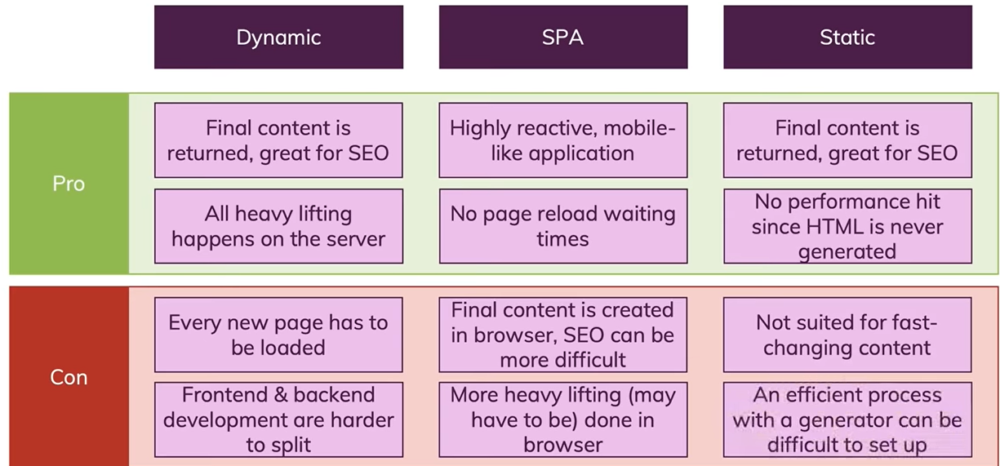 Dynamic
SPA
Static
Pro
Final content is
returned, great for SEO
Highly reactive, mobile-
like application
Final content is
returned, great for SEO
All heavy lifting
happens on the server
No page reload waiting
times
No performance hit
since HTML is never
generated
Con
Every new page has to
be loaded
Final content is created
in browser, SEO can be
more difficult
Not suited for fast-
changing content
Frontend & backend
development are harder
to split
More heavy lifting (may
have to be) done in
browser
An efficient process
with a generator can be
difficult to set up